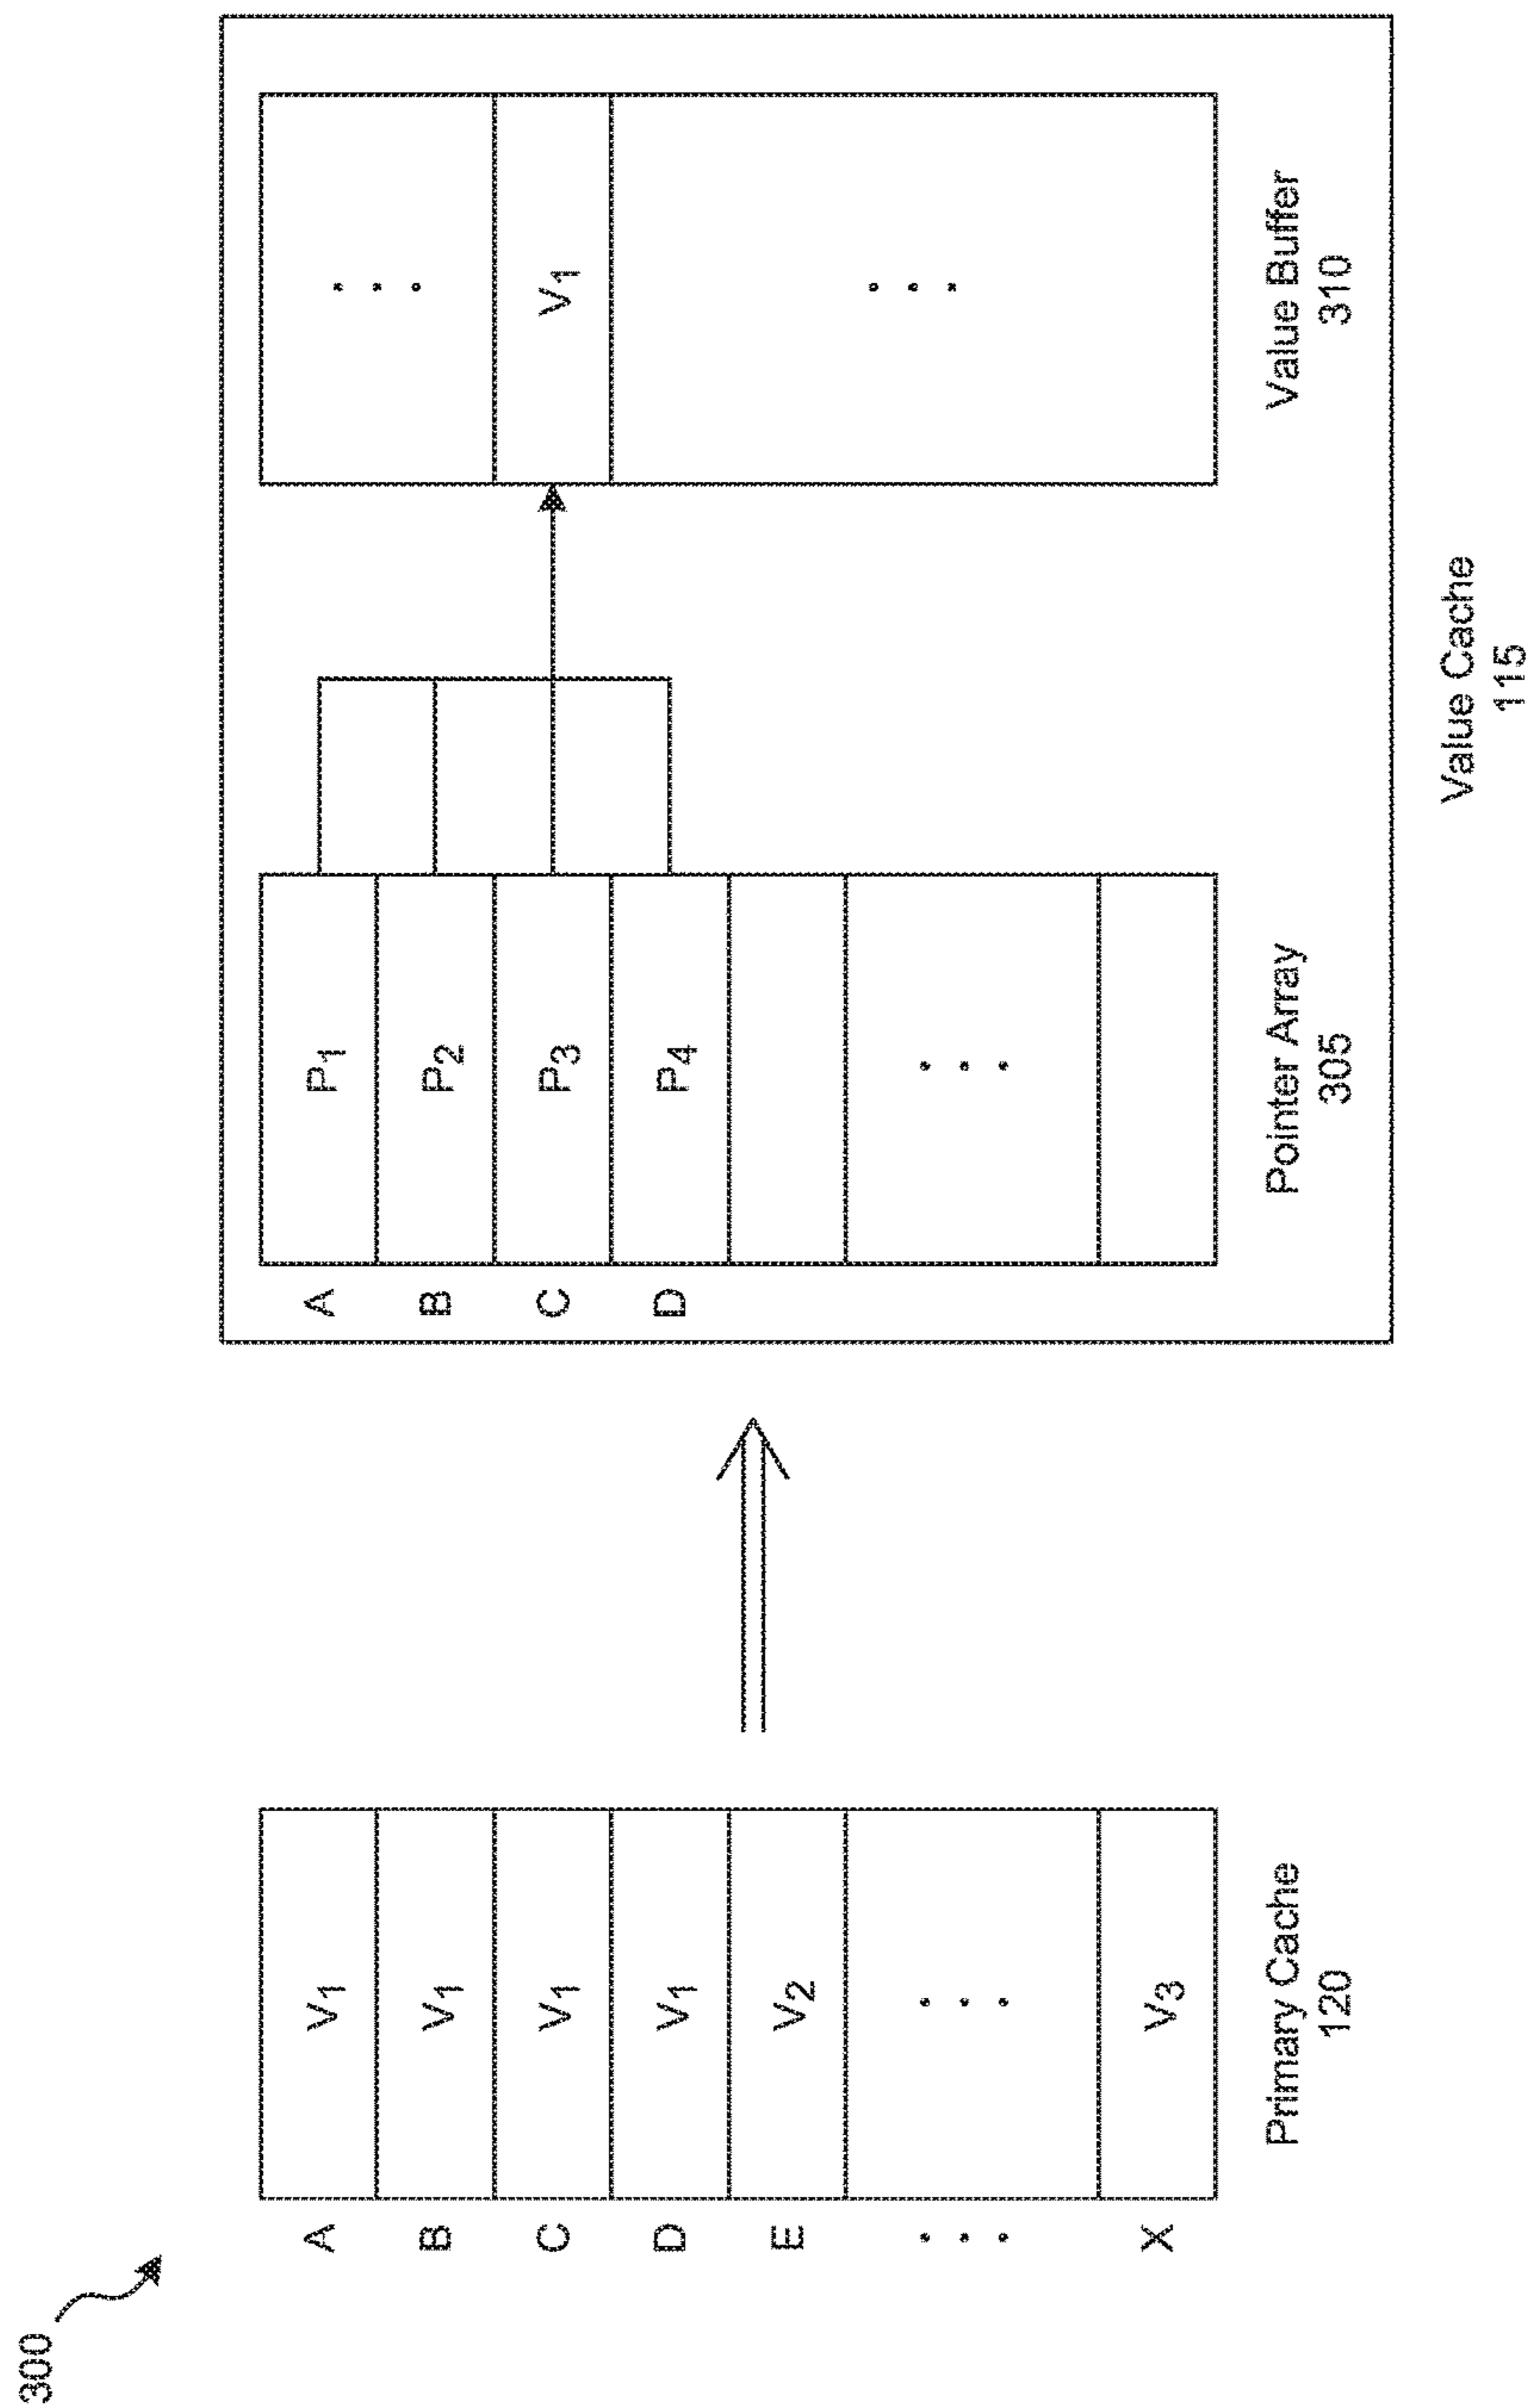 300
A V1
B V1
C V1
D V1
E V2
. . . . . .
X V3
Primary Cache
120
A P1
B P2
C P3
D P4
. . .
Pointer Array
305
. . .
V1
. . .
Value Buffer
310
Value Cache
115